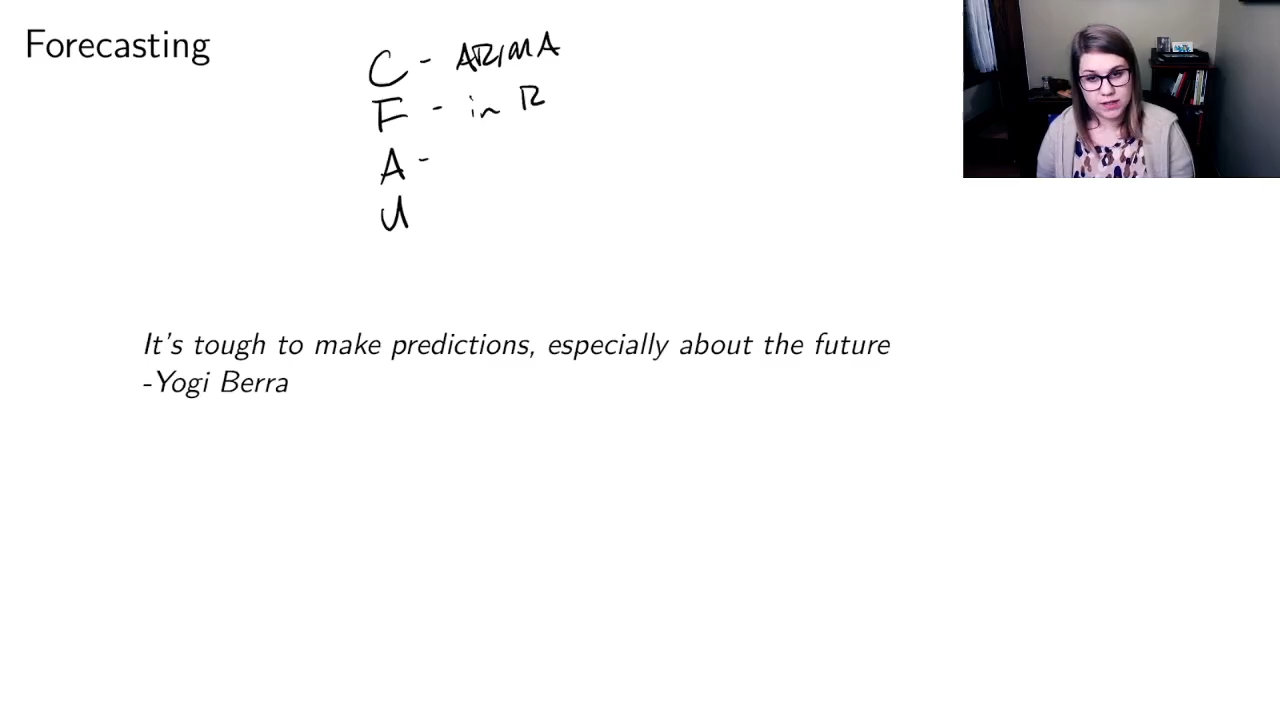 Forecasting
C - ARIMA
F - in R
A -
U
It's tough to make predictions, especially about the future
-Yogi Berra